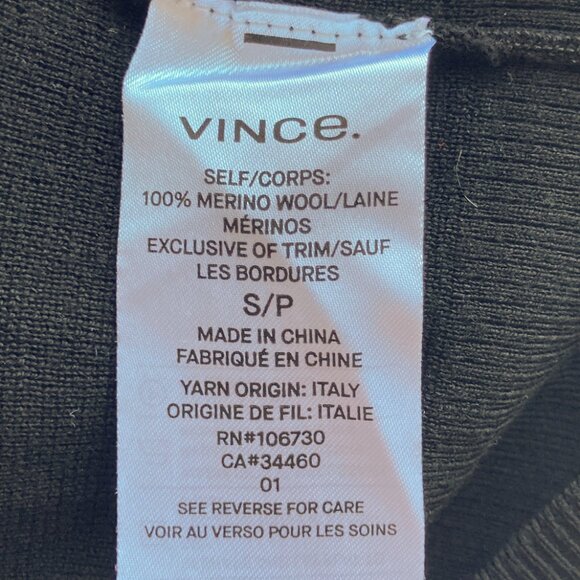 VINCE.
SELF/CORPS:
100% MERINO WOOL/LAINE
MÉRINOS
EXCLUSIVE OF TRIM/SAUF
LES BORDURES
S/P
MADE IN CHINA
FABRIQUÉ EN CHINE
YARN ORIGIN: ITALY
ORIGINE DE FIL: ITALIE
RN#106730
CA#34460
01
SEE REVERSE FOR CARE
VOIR AU VERSO POUR LES SOINS